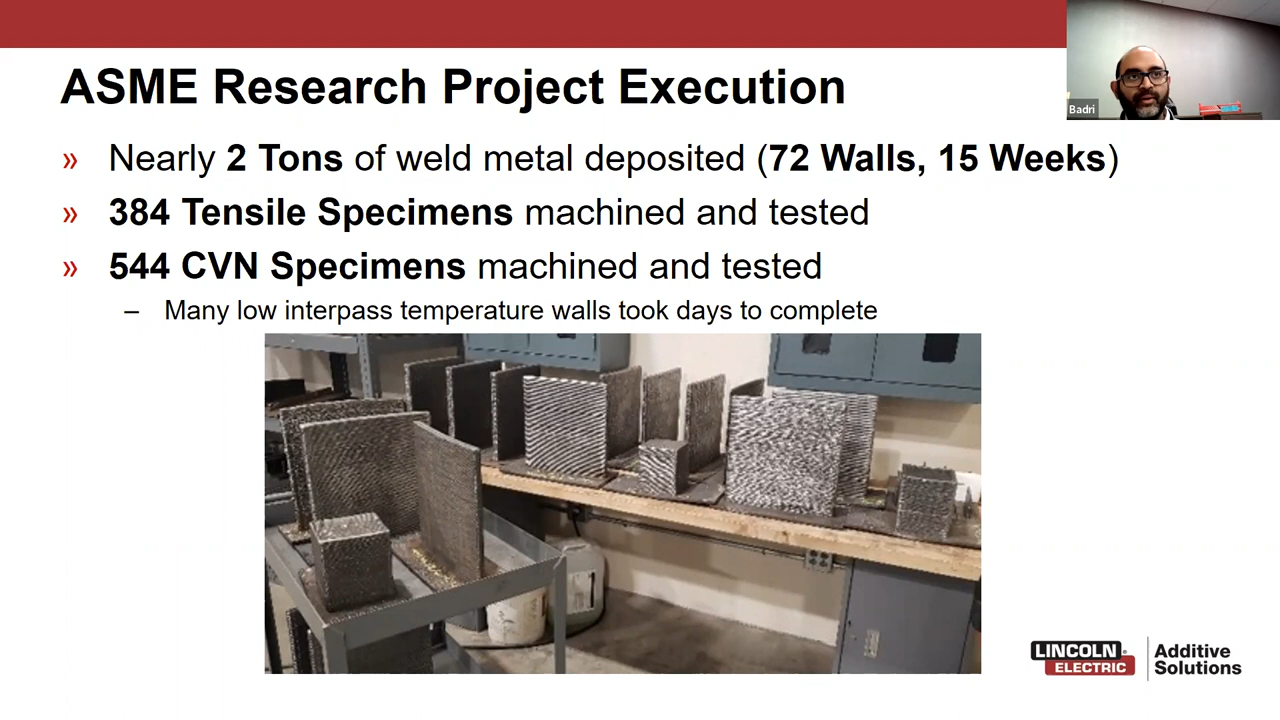 ASME Research Project Execution
Badri
» Nearly 2 Tons of weld metal deposited (72 Walls, 15 Weeks)
» 384 Tensile Specimens machined and tested
» 544 CVN Specimens machined and tested
– Many low interpass temperature walls took days to complete
LINCOLN®
ELECTRIC
Additive
Solutions